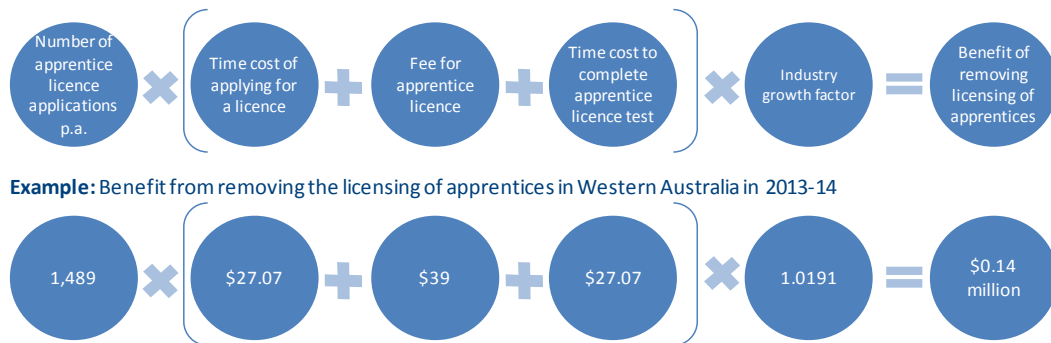 Number of
apprentice
licence
applications
p.a.
Time cost of
applying for
a licence
Fee for
apprentice
licence
Time cost to
complete
apprentice
licence test
Industry
growth factor
Benefit of
removing
licensing of
apprentices
Example: Benefit from removing the licensing of apprentices in Western Australia in 2013-14
1,489
$27.07
$39
$27.07
1.0191
$0.14
million